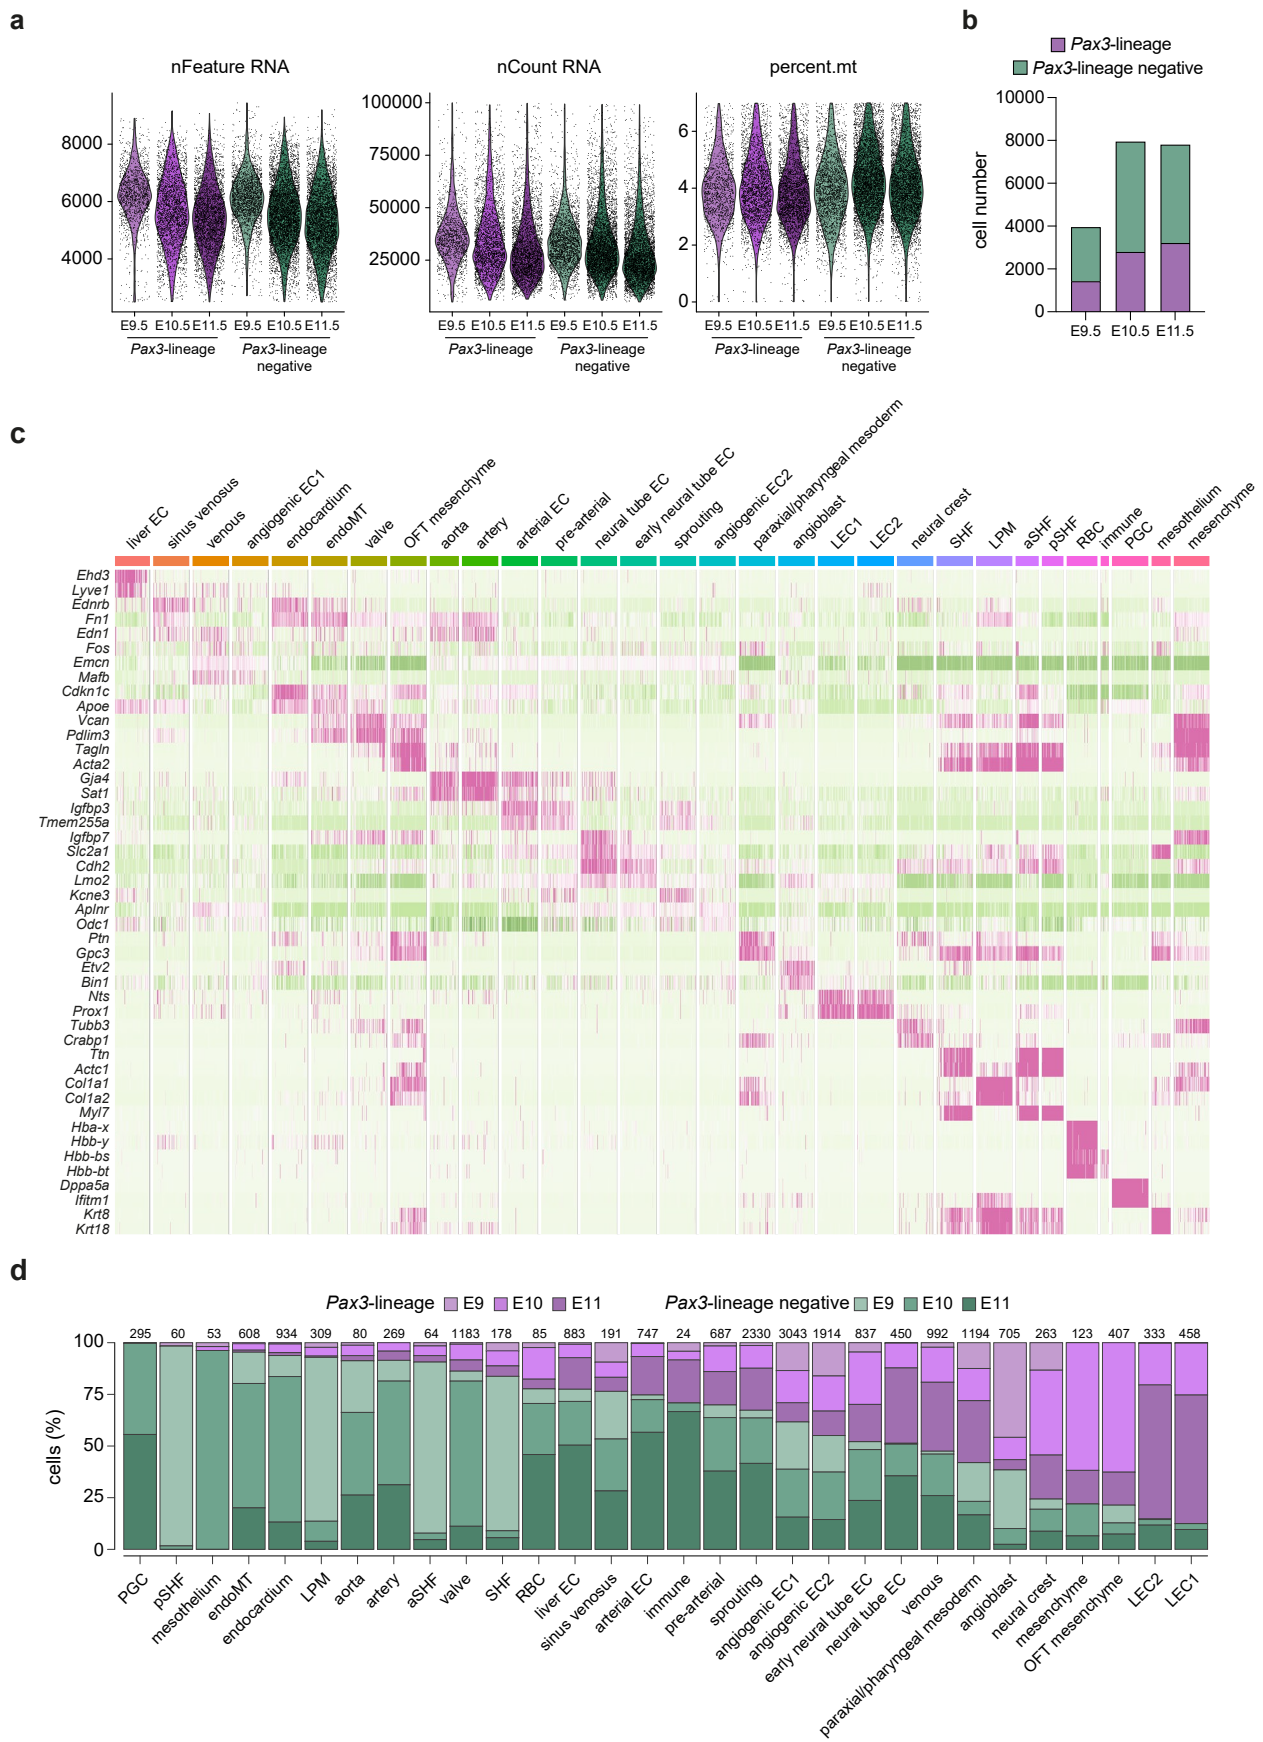 a
nFeature RNA
8000
6000
4000
E9.5 E10.5 E11.5 E9.5 E10.5 E11.5
Pax3-lineage Pax3-lineage
negative
nCount RNA
100000
75000
50000
25000
E9.5 E10.5 E11.5 E9.5 E10.5 E11.5
Pax3-lineage Pax3-lineage
negative
percent.mt
6
4
2
0
E9.5 E10.5 E11.5 E9.5 E10.5 E11.5
Pax3-lineage Pax3-lineage
negative
b
Pax3-lineage
Pax3-lineage negative
cell number
10000
8000
6000
4000
2000
0
E9.5 E10.5 E11.5
c
liver EC
sinus venosus
venous
angiogenic EC1
endocardium
endoMT
valve
OFT mesenchyme
aorta
artery
arterial EC
pre-arterial
neural tube EC
early neural tube EC
sprouting
angiogenic EC2
paraxial/pharyngeal mesoderm
angioblast
LEC1
LEC2
neural crest
SHF
LPM
aSHF
pSHF
RBC
immune
PGC
mesothelium
mesenchyme
Ehd3
Lyve1
Ednrb
Fn1
Edn1
Fos
Emcn
Mafb
Cdkn1c
Apoe
Vcan
Pdlim3
Tagln
Acta2
Gja4
Sat1
Igfbp3
Tmem255a
Igfbp7
Slc2a1
Cdh2
Lmo2
Kcne3
Aplnr
Odc1
Ptn
Gpc3
Etv2
Bin1
Nts
Prox1
Tubb3
Crabp1
Ttn
Actc1
Col1a1
Col1a2
Myl7
Hba-x
Hbb-y
Hbb-bs
Hbb-bt
Dppa5a
Ifitm1
Krt8
Krt18
d
Pax3-lineage E9 E10 E11 Pax3-lineage negative E9 E10 E11
295 60 53 608 934 309 80 269 64 1183 178 85 883 191 747 24 687 2330 3043 1914 837 450 992 1194 705 263 123 407 333 458
cells (%)
100
75
50
25
0
PGC
pSHF
mesothelium
endoMT
endocardium
LPM
aorta
artery
aSHF
valve
SHF
RBC
liver EC
sinus venosus
arterial EC
immune
pre-arterial
sprouting
angiogenic EC1
angiogenic EC2
early neural tube EC
neural tube EC
venous
paraxial/pharyngeal mesoderm
angioblast
neural crest
mesenchyme
OFT mesenchyme
LEC2
LEC1